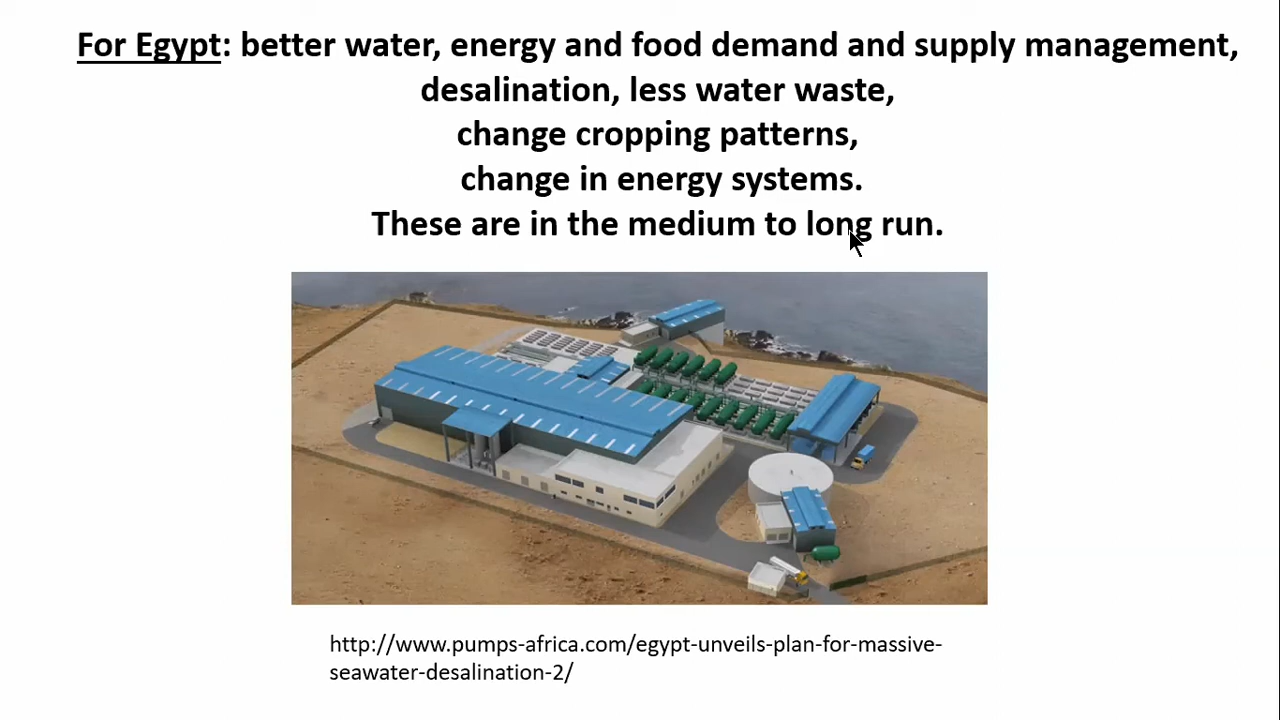 For Egypt: better water, energy and food demand and supply management,
desalination, less water waste,
change cropping patterns,
change in energy systems.
These are in the medium to long run.
http://www.pumps-africa.com/egypt-unveils-plan-for-massive-
seawater-desalination-2/